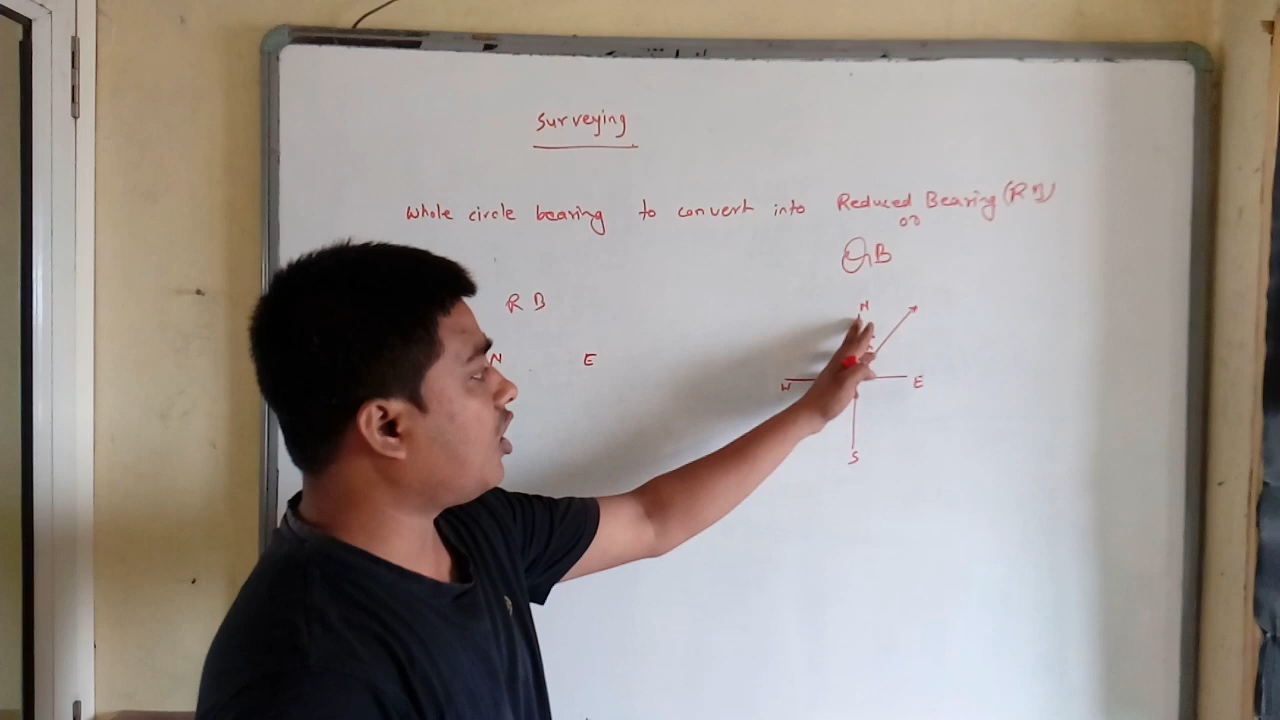 Surveying
Whole circle bearing to convert into Reduced Bearing (RB)
or
QB
R B
N E
N
W E
S